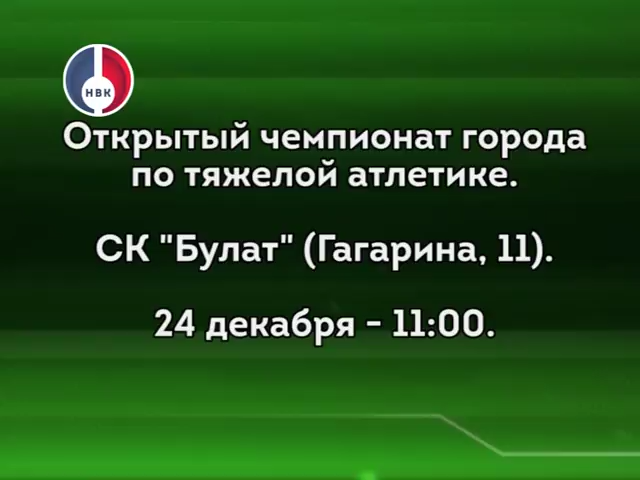 НВК
Открытый чемпионат города
по тяжелой атлетике.
СК "Булат" (Гагарина, 11).
24 декабря - 11:00.